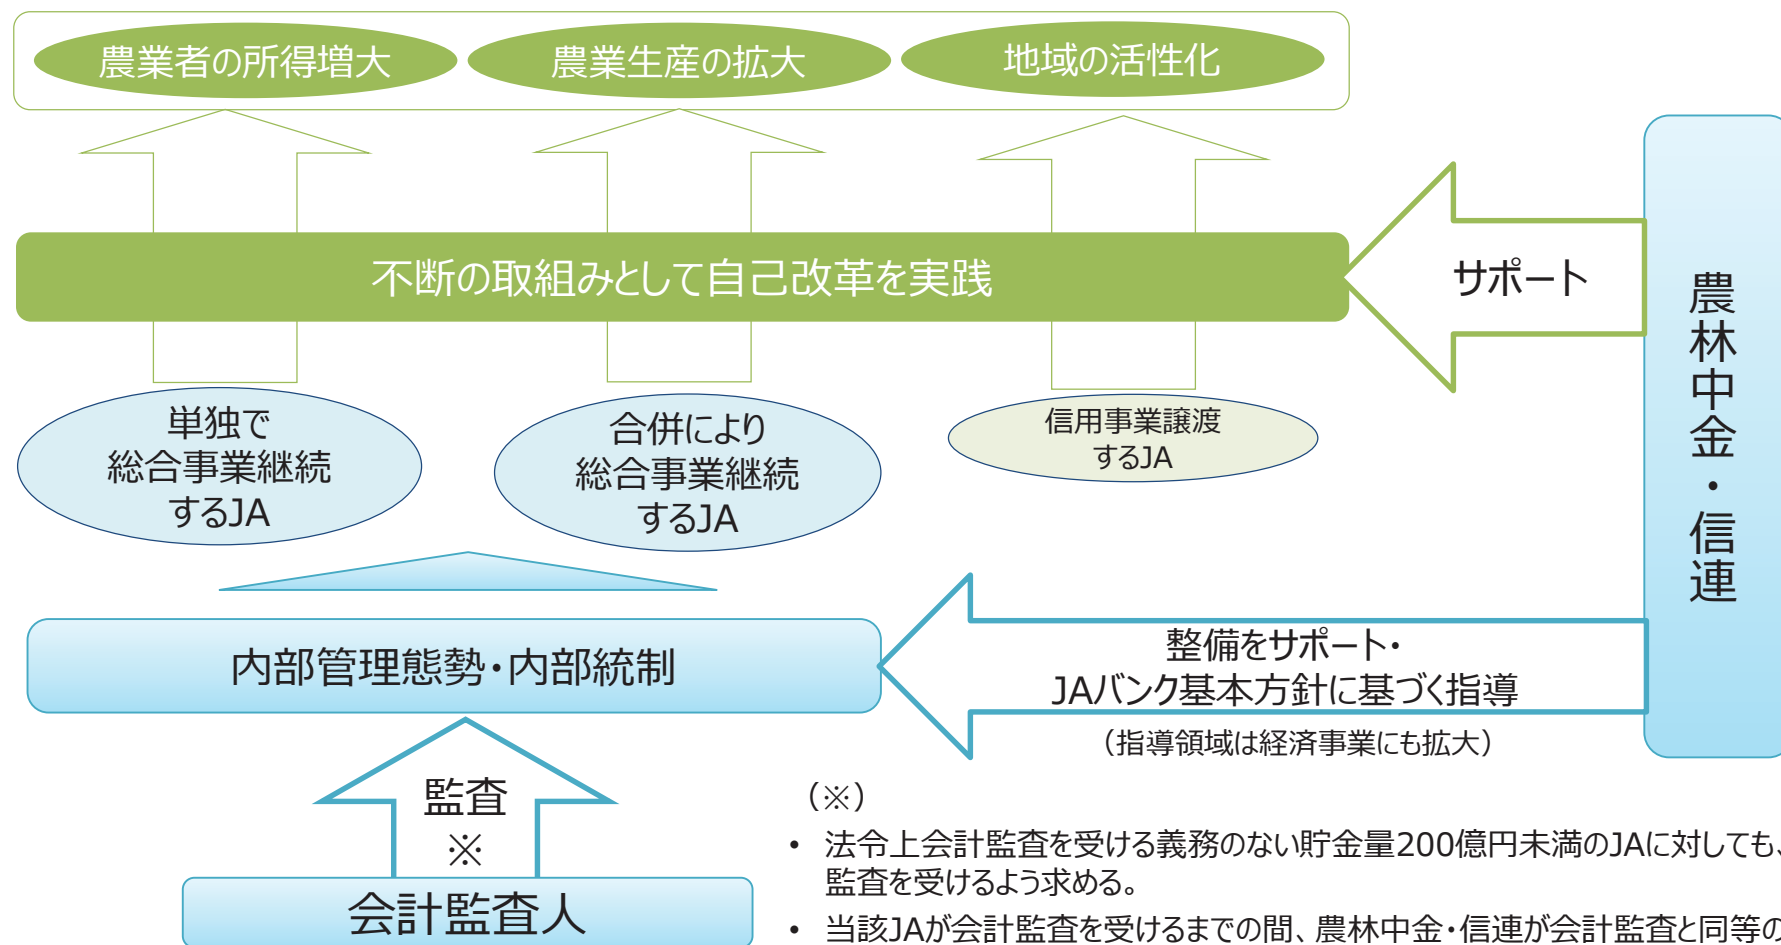 農業者の所得増大
農業生産の拡大
地域の活性化
不断の取組みとして自己改革を実践
サポート
農林中金・信連
単独で
総合事業継続
するJA
合併により
総合事業継続
するJA
信用事業譲渡
するJA
内部管理態勢・内部統制
整備をサポート・
JAバンク基本方針に基づく指導
（指導領域は経済事業にも拡大）
監査
※
会計監査人
（※）
• 法令上会計監査を受ける義務のない貯金量200億円未満のJAに対しても、
監査を受けるよう求める。
• 当該JAが会計監査を受けるまでの間、農林中金・信連が会計監査と同等の